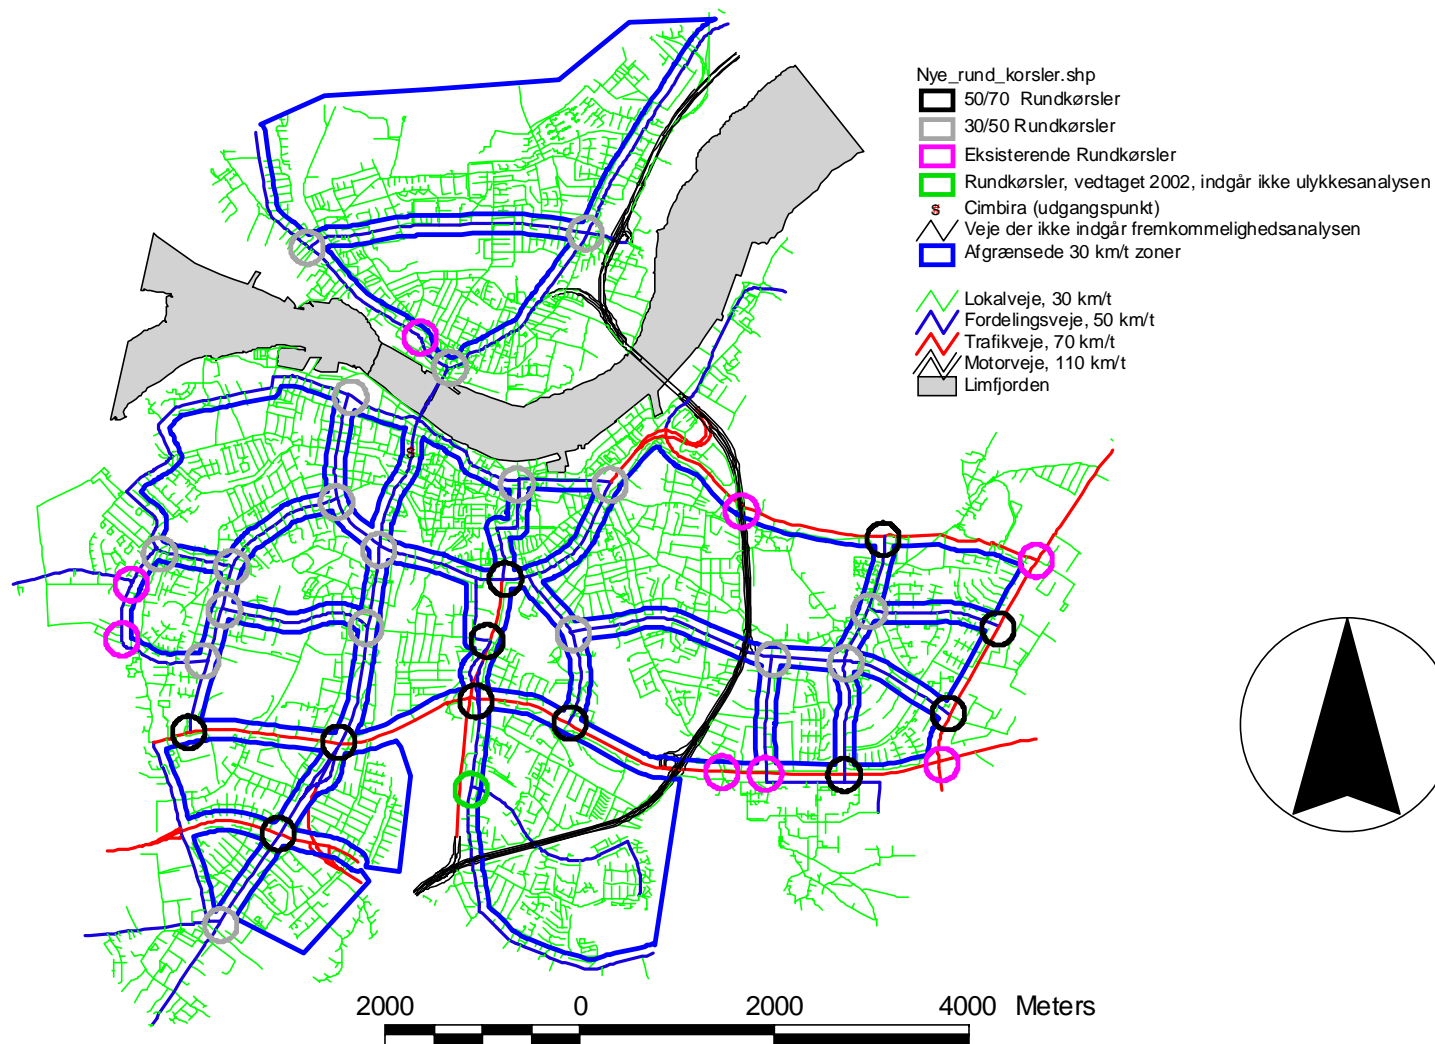 Nye_rund_korsler.shp
50/70 Rundkørsler
30/50 Rundkørsler
Eksisterende Rundkørsler
Rundkørsler, vedtaget 2002, indgår ikke ulykkesanalysen
S Cimbira (udgangspunkt)
Veje der ikke indgår fremkommelighedsanalysen
Afgrænsede 30 km/t zoner
Lokalveje, 30 km/t
Fordelingsveje, 50 km/t
Trafikveje, 70 km/t
Motorveje, 110 km/t
Limfjorden
S
2000 0 2000 4000 Meters